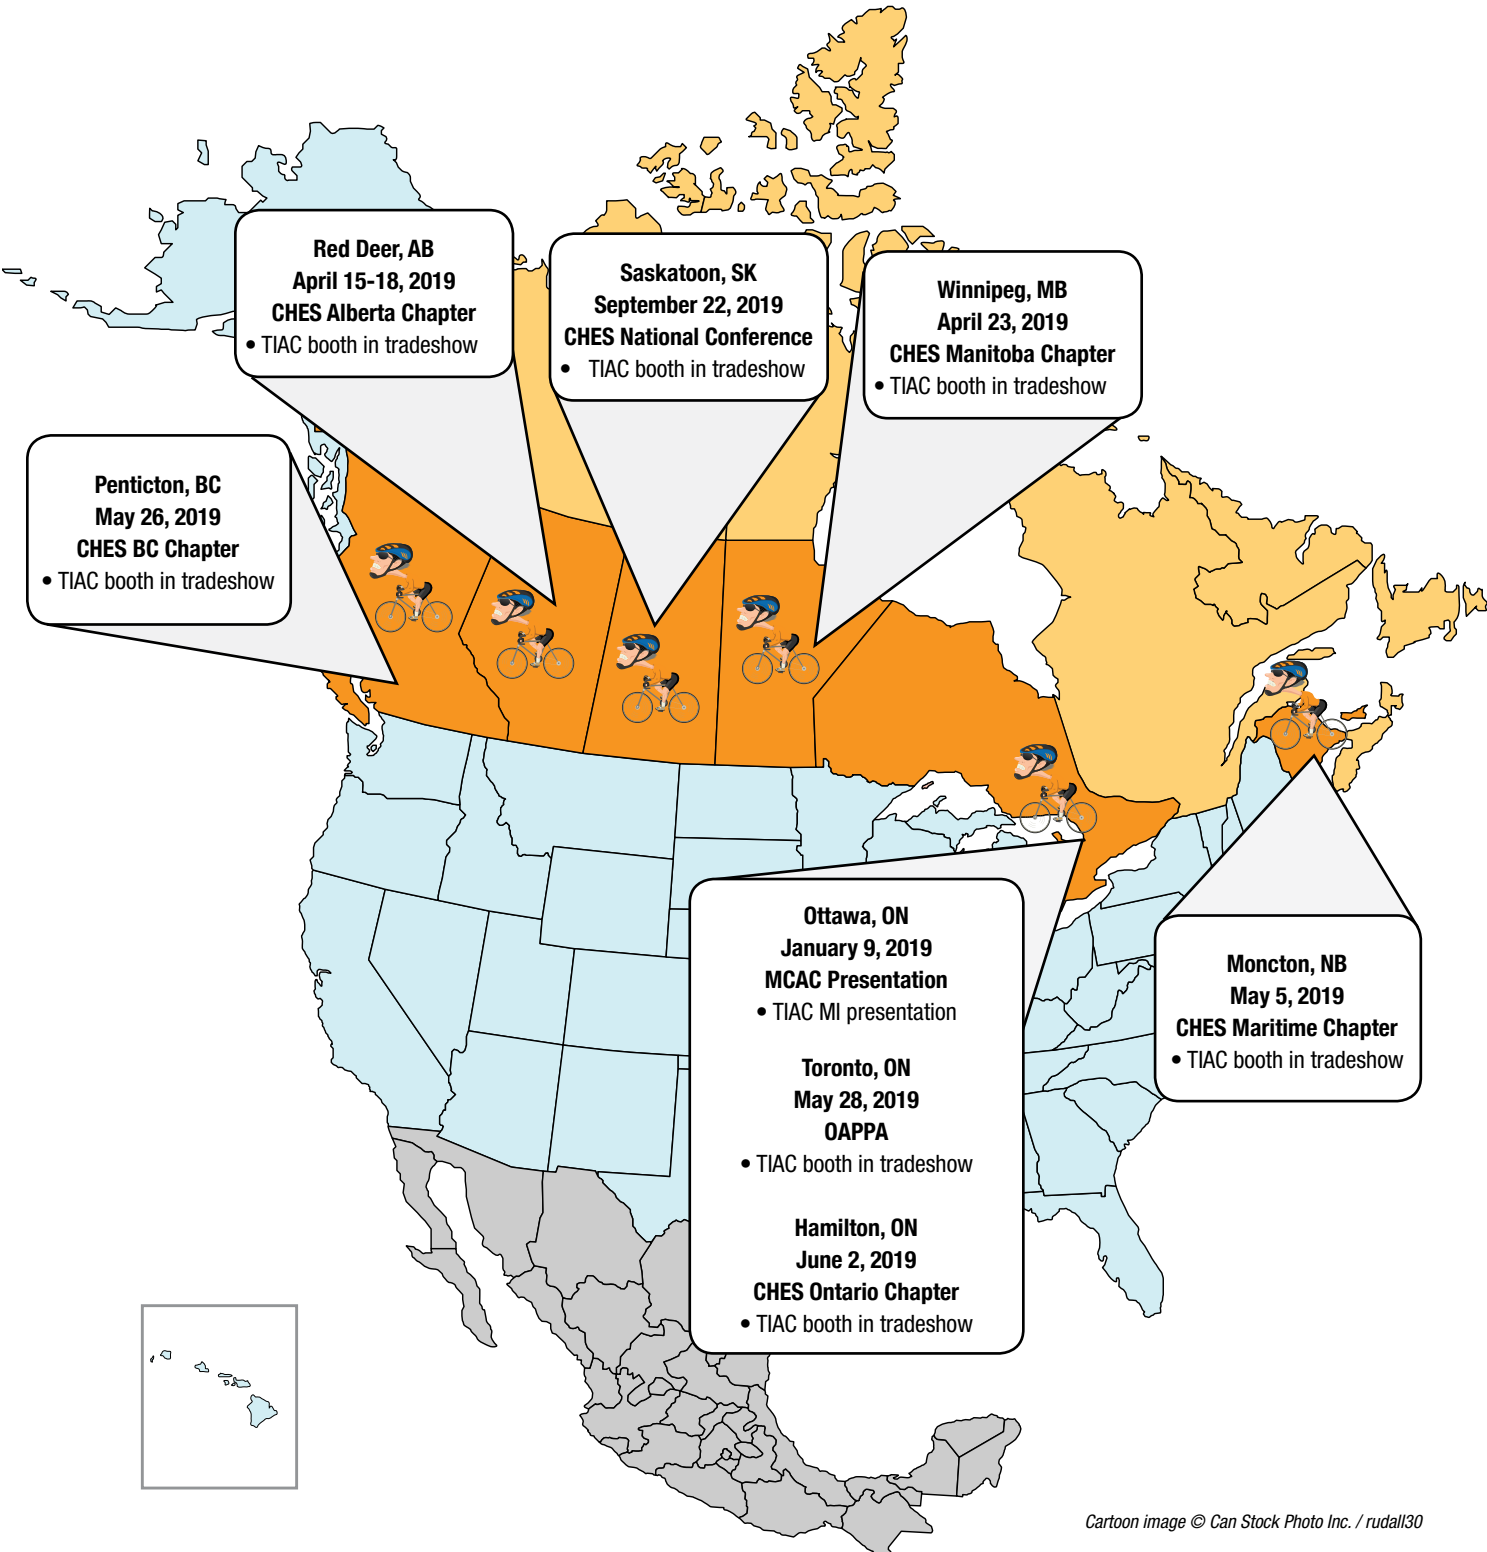 Red Deer, AB
April 15-18, 2019
CHES Alberta Chapter
• TIAC booth in tradeshow
Saskatoon, SK
September 22, 2019
CHES National Conference
• TIAC booth in tradeshow
Winnipeg, MB
April 23, 2019
CHES Manitoba Chapter
• TIAC booth in tradeshow
Penticton, BC
May 26, 2019
CHES BC Chapter
• TIAC booth in tradeshow
Ottawa, ON
January 9, 2019
MCAC Presentation
• TIAC MI presentation
Toronto, ON
May 28, 2019
OAPPA
• TIAC booth in tradeshow
Hamilton, ON
June 2, 2019
CHES Ontario Chapter
• TIAC booth in tradeshow
Moncton, NB
May 5, 2019
CHES Maritime Chapter
• TIAC booth in tradeshow
Cartoon image © Can Stock Photo Inc. / rudall30